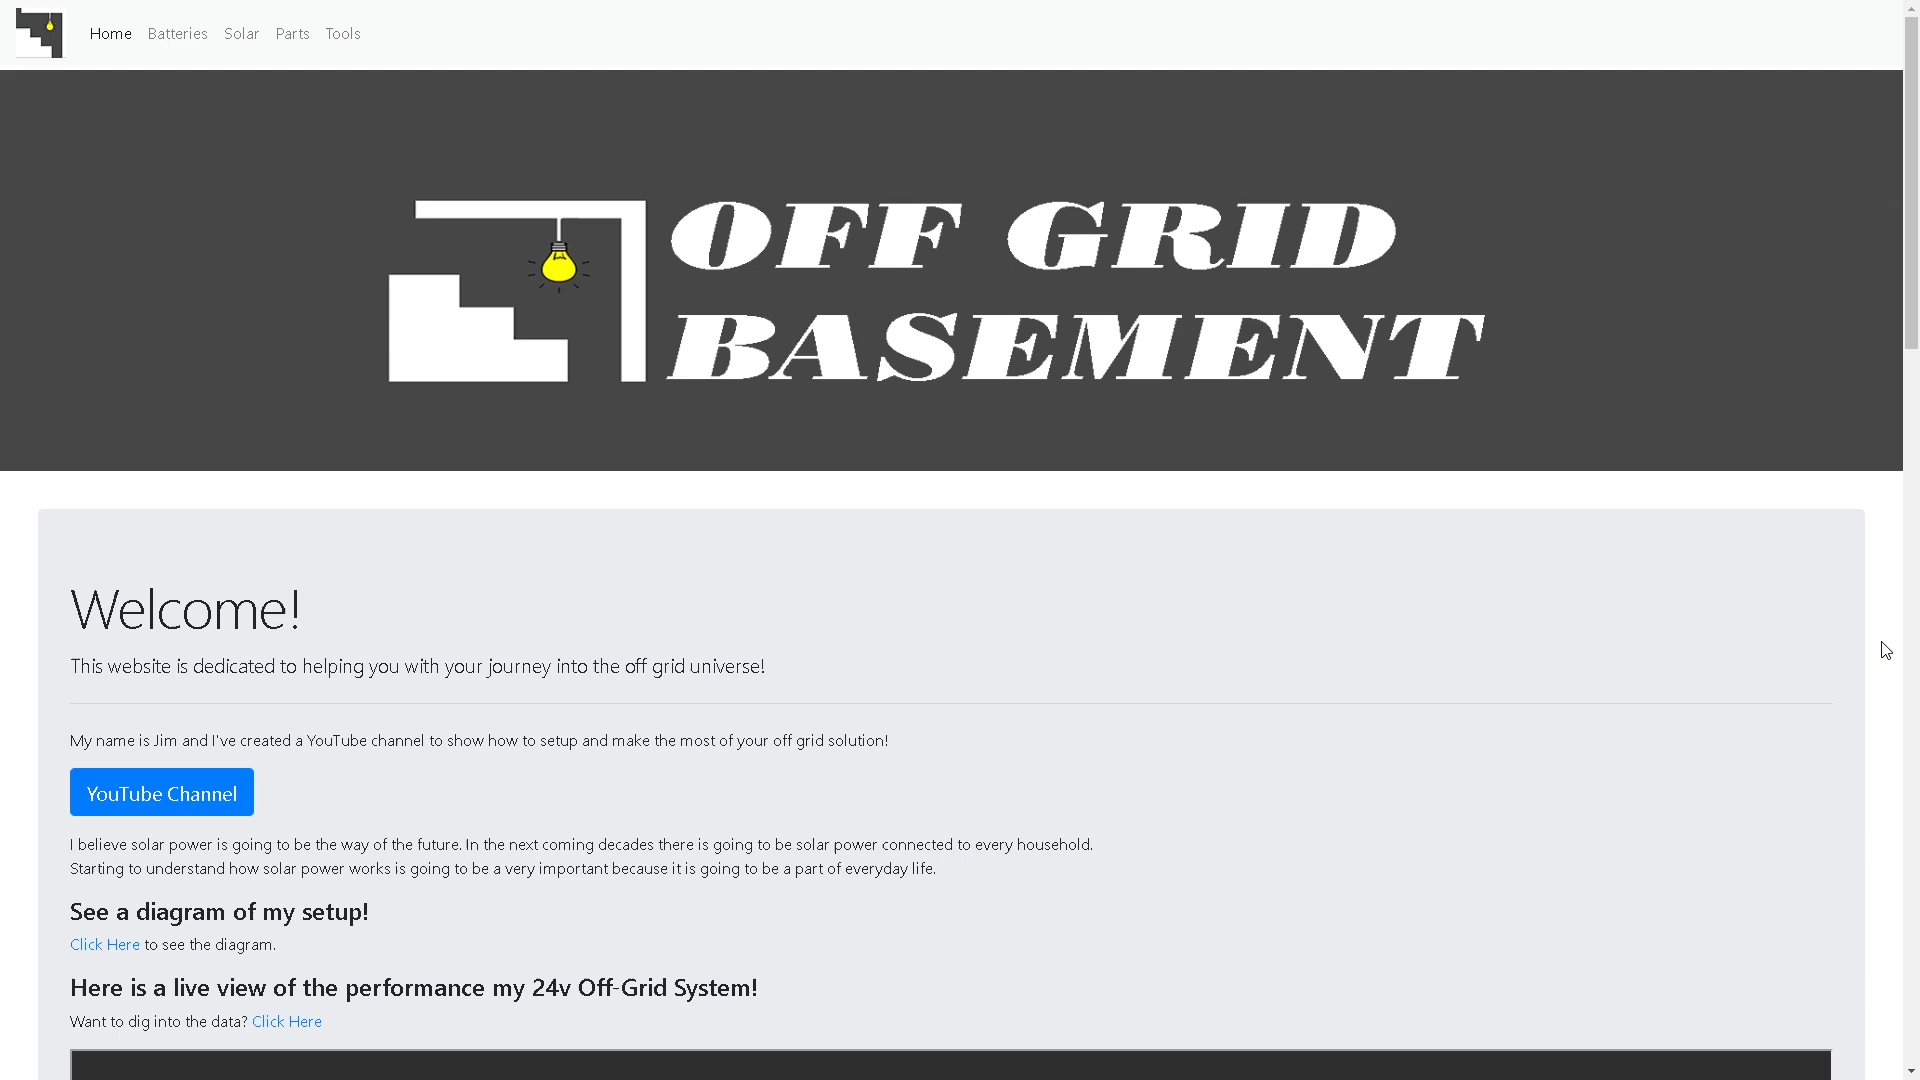 Home Batteries Solar Parts Tools
OFF GRID
BASEMENT
Welcome!
This website is dedicated to helping you with your journey into the off grid universe!
My name is Jim and I've created a YouTube channel to show how to setup and make the most of your off grid solution!
YouTube Channel
I believe solar power is going to be the way of the future. In the next coming decades there is going to be solar power connected to every household.
Starting to understand how solar power works is going to be a very important because it is going to be a part of everyday life.
See a diagram of my setup!
Click Here to see the diagram.
Here is a live view of the performance my 24v Off-Grid System!
Want to dig into the data? Click Here